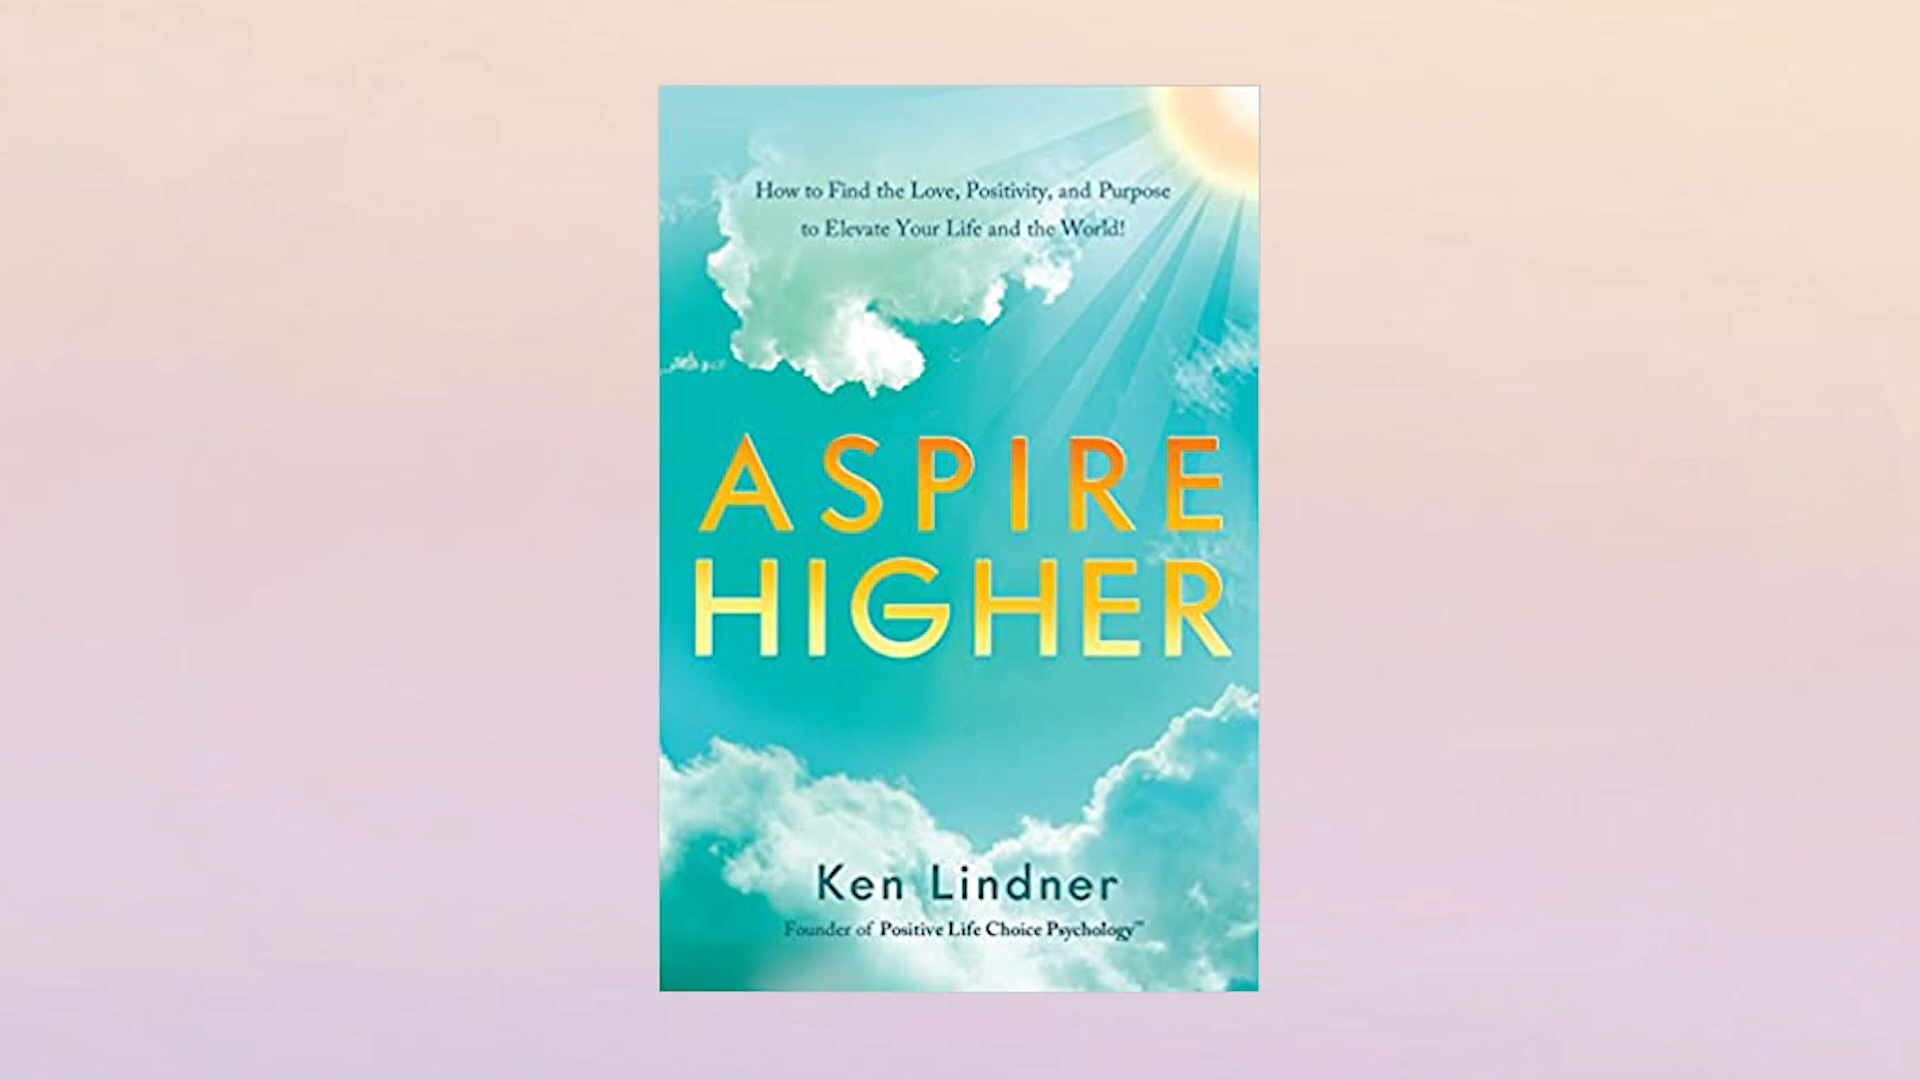 How to Find the Love, Positivity, and Purpose
to Elevate Your Life and the World!
ASPIRE
HIGHER
Ken Lindner
Founder of Positive Life Choice Psychology™